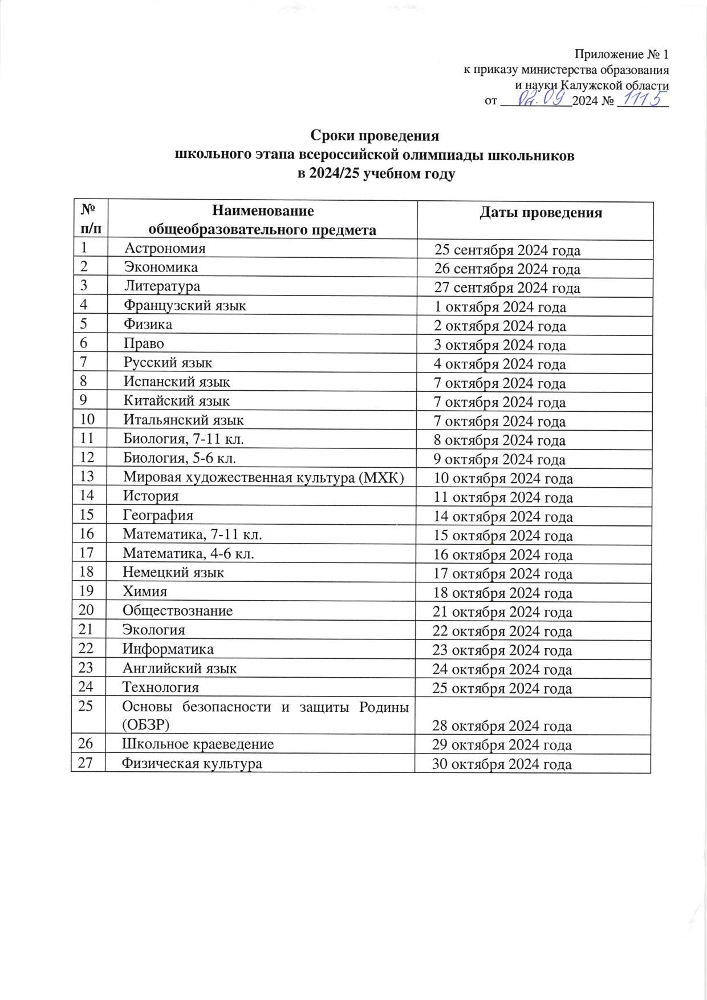 Приложение № 1
к приказу министерства образования
и науки Калужской области
от 02.09 2024 № 1115
Сроки проведения
школьного этапа всероссийской олимпиады школьников
в 2024/25 учебном году
№ п/п Наименование общеобразовательного предмета Даты проведения
1 Астрономия 25 сентября 2024 года
2 Экономика 26 сентября 2024 года
3 Литература 27 сентября 2024 года
4 Французский язык 1 октября 2024 года
5 Физика 2 октября 2024 года
6 Право 3 октября 2024 года
7 Русский язык 4 октября 2024 года
8 Испанский язык 7 октября 2024 года
9 Китайский язык 7 октября 2024 года
10 Итальянский язык 7 октября 2024 года
11 Биология, 7-11 кл. 8 октября 2024 года
12 Биология, 5-6 кл. 9 октября 2024 года
13 Мировая художественная культура (МХК) 10 октября 2024 года
14 История 11 октября 2024 года
15 География 14 октября 2024 года
16 Математика, 7-11 кл. 15 октября 2024 года
17 Математика, 4-6 кл. 16 октября 2024 года
18 Немецкий язык 17 октября 2024 года
19 Химия 18 октября 2024 года
20 Обществознание 21 октября 2024 года
21 Экология 22 октября 2024 года
22 Информатика 23 октября 2024 года
23 Английский язык 24 октября 2024 года
24 Технология 25 октября 2024 года
25 Основы безопасности и защиты Родины
(ОБЗР) 28 октября 2024 года
26 Школьное краеведение 29 октября 2024 года
27 Физическая культура 30 октября 2024 года